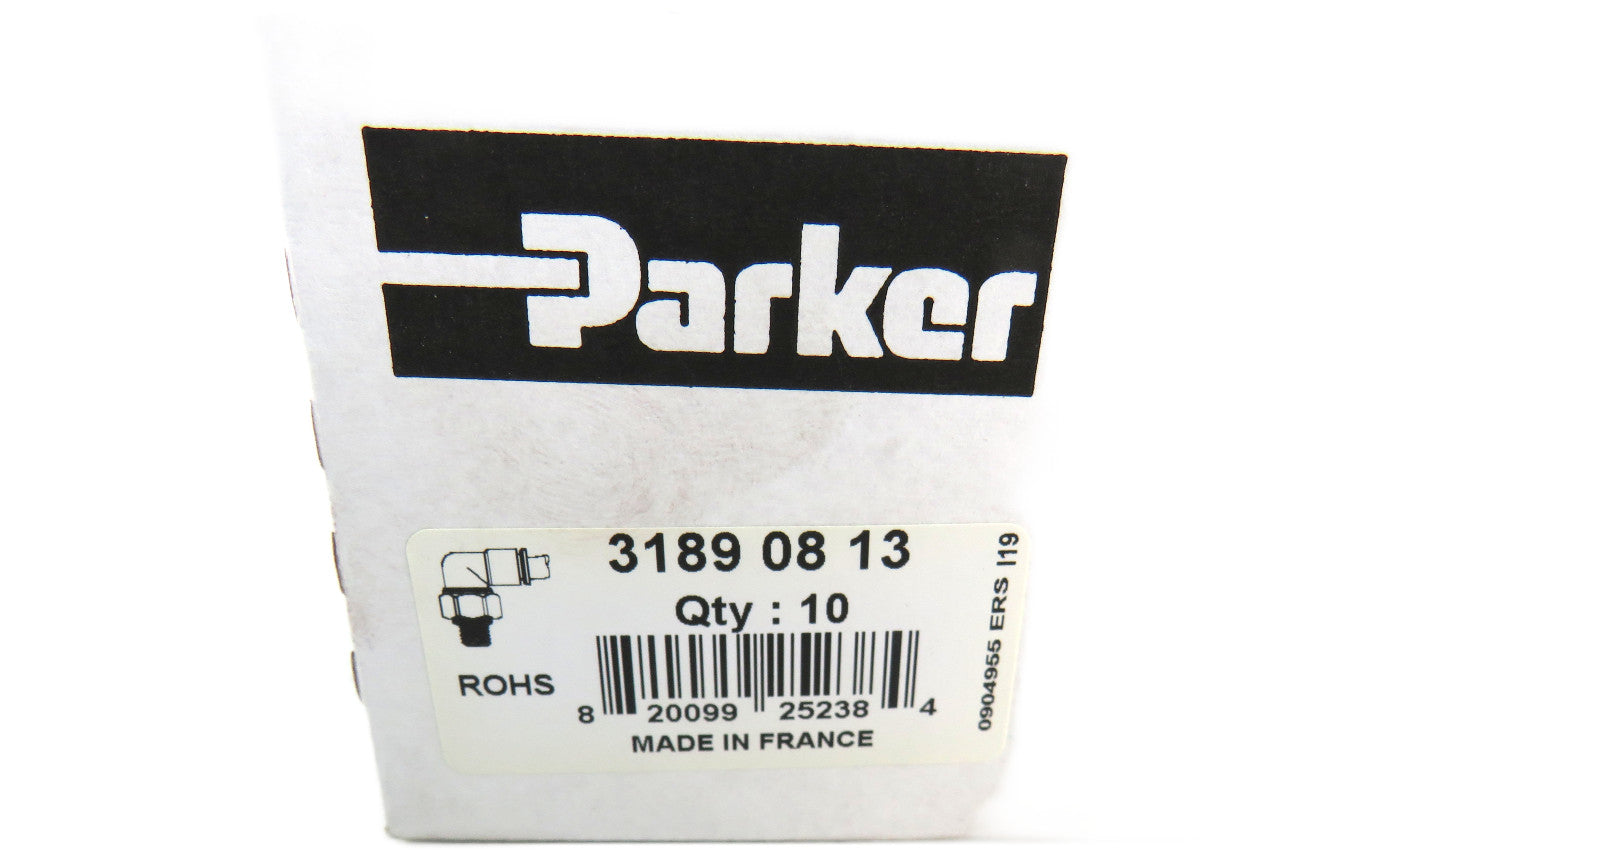 Parker
3189 08 13
Qty : 10
ROHS
8 20099 25238 4
MADE IN FRANCE
0904955 ERS I19